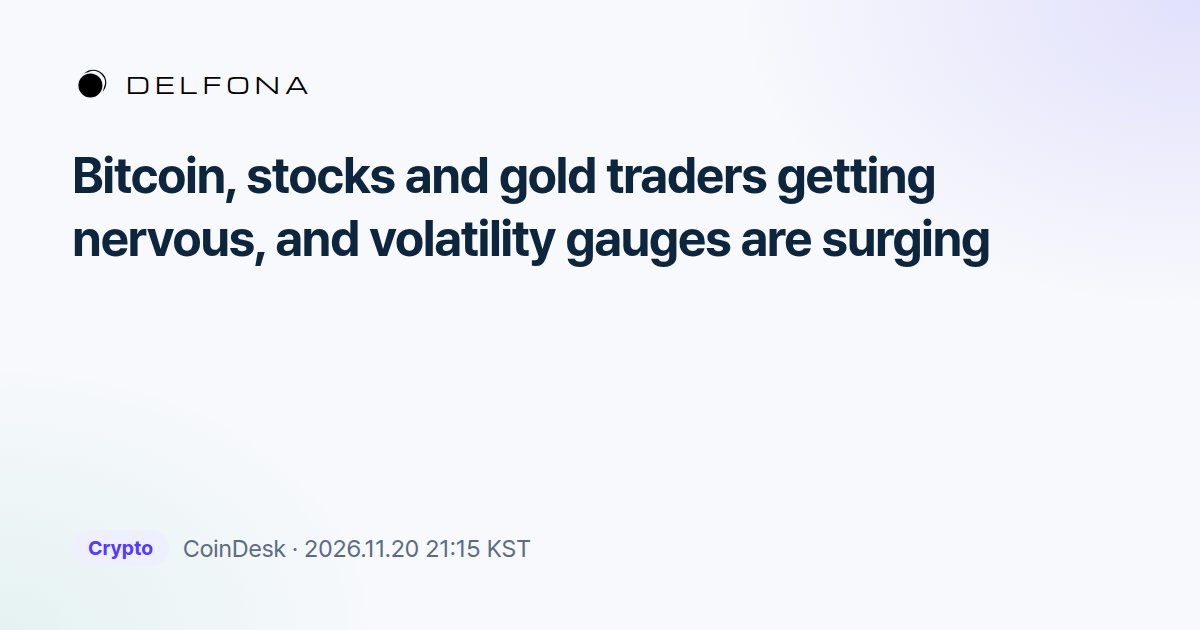 DELFONA
Bitcoin, stocks and gold traders getting
nervous, and volatility gauges are surging
Crypto CoinDesk · 2026.11.20 21:15 KST